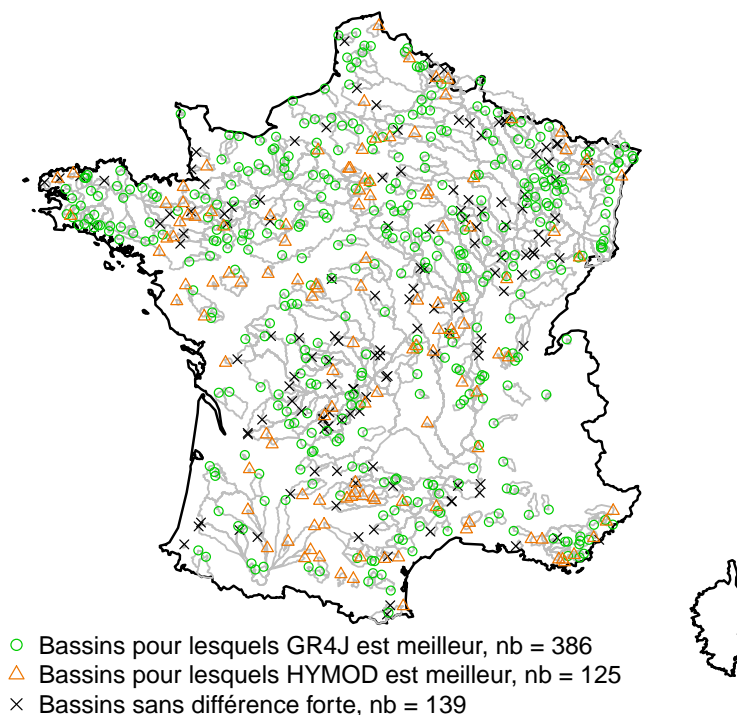 Bassins pour lesquels GR4J est meilleur, nb = 386
Bassins pour lesquels HYMOD est meilleur, nb = 125
Bassins sans différence forte, nb = 139